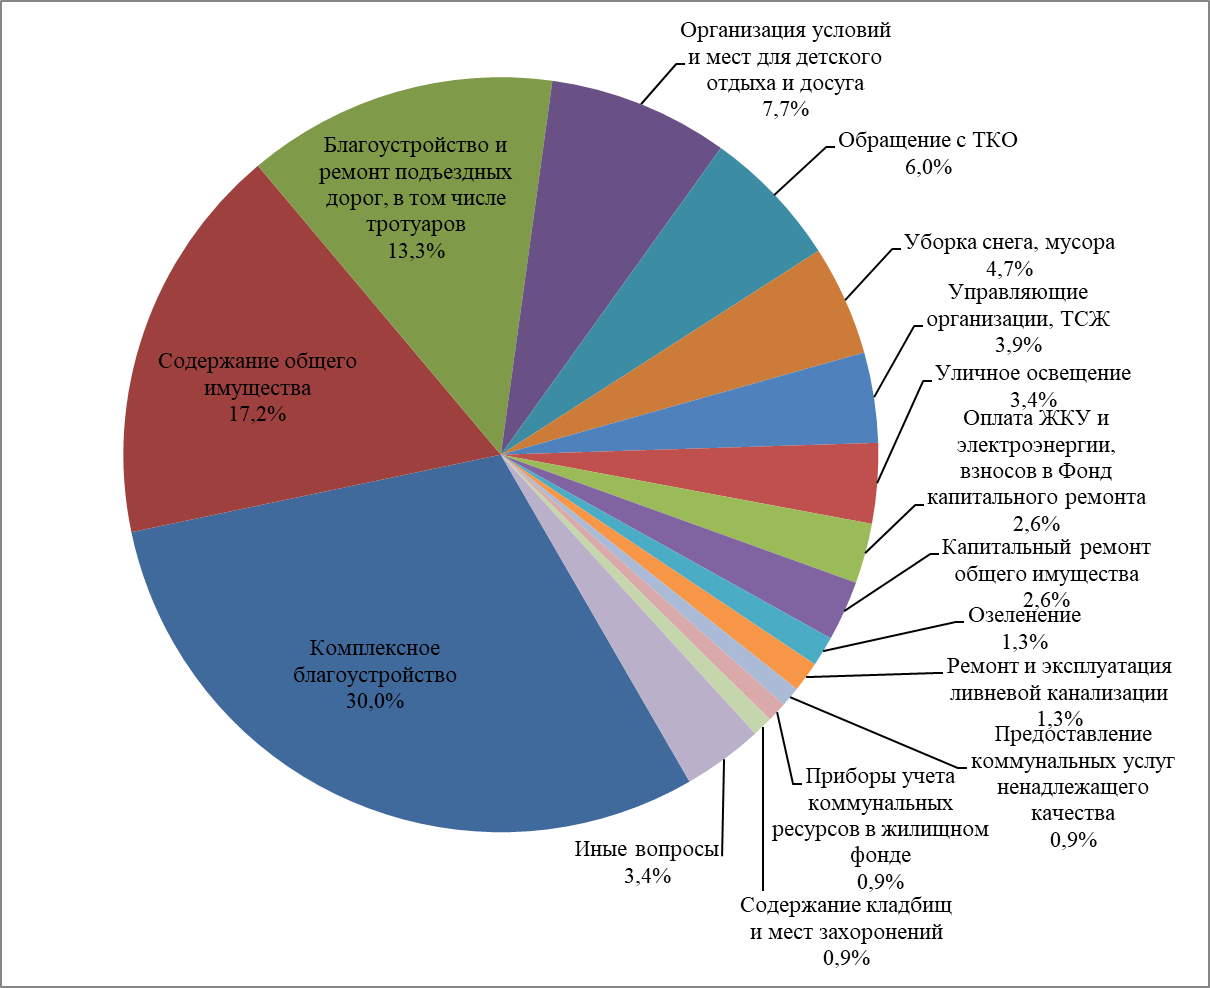 Организация условий
и мест для детского
отдыха и досуга
7,7%
Обращение с ТКО
6,0%
Уборка снега, мусора
4,7%
Управляющие
организации, ТСЖ
3,9%
Уличное освещение
3,4%
Оплата ЖКУ и
электроэнергии,
взносов в Фонд
капитального ремонта
2,6%
Капитальный ремонт
общего имущества
2,6%
Озеленение
1,3%
Ремонт и эксплуатация
ливневой канализации
1,3%
Предоставление
коммунальных услуг
ненадлежащего
качества
0,9%
Приборы учета
коммунальных
ресурсов в жилищном
фонде
0,9%
Содержание кладбищ
и мест захоронений
0,9%
Иные вопросы
3,4%
Комплексное
благоустройство
30,0%
Содержание общего
имущества
17,2%
Благоустройство и
ремонт подъездных
дорог, в том числе
тротуаров
13,3%